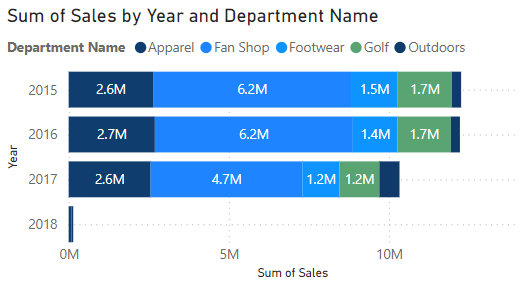 Sum of Sales by Year and Department Name
Department Name Apparel Fan Shop Footwear Golf Outdoors
2015 2.6M 6.2M 1.5M 1.7M
2016 2.7M 6.2M 1.4M 1.7M
2017 2.6M 4.7M 1.2M 1.2M
2018
Year
0M 5M 10M
Sum of Sales